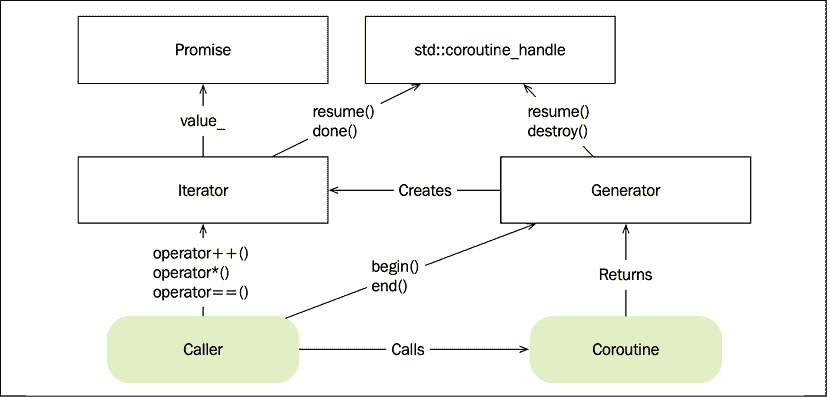 Promise
std::coroutine_handle
value_
resume()
done()
resume()
destroy()
Iterator
Creates
Generator
operator++()
operator*()
operator==()
begin()
end()
Returns
Caller
Calls
Coroutine